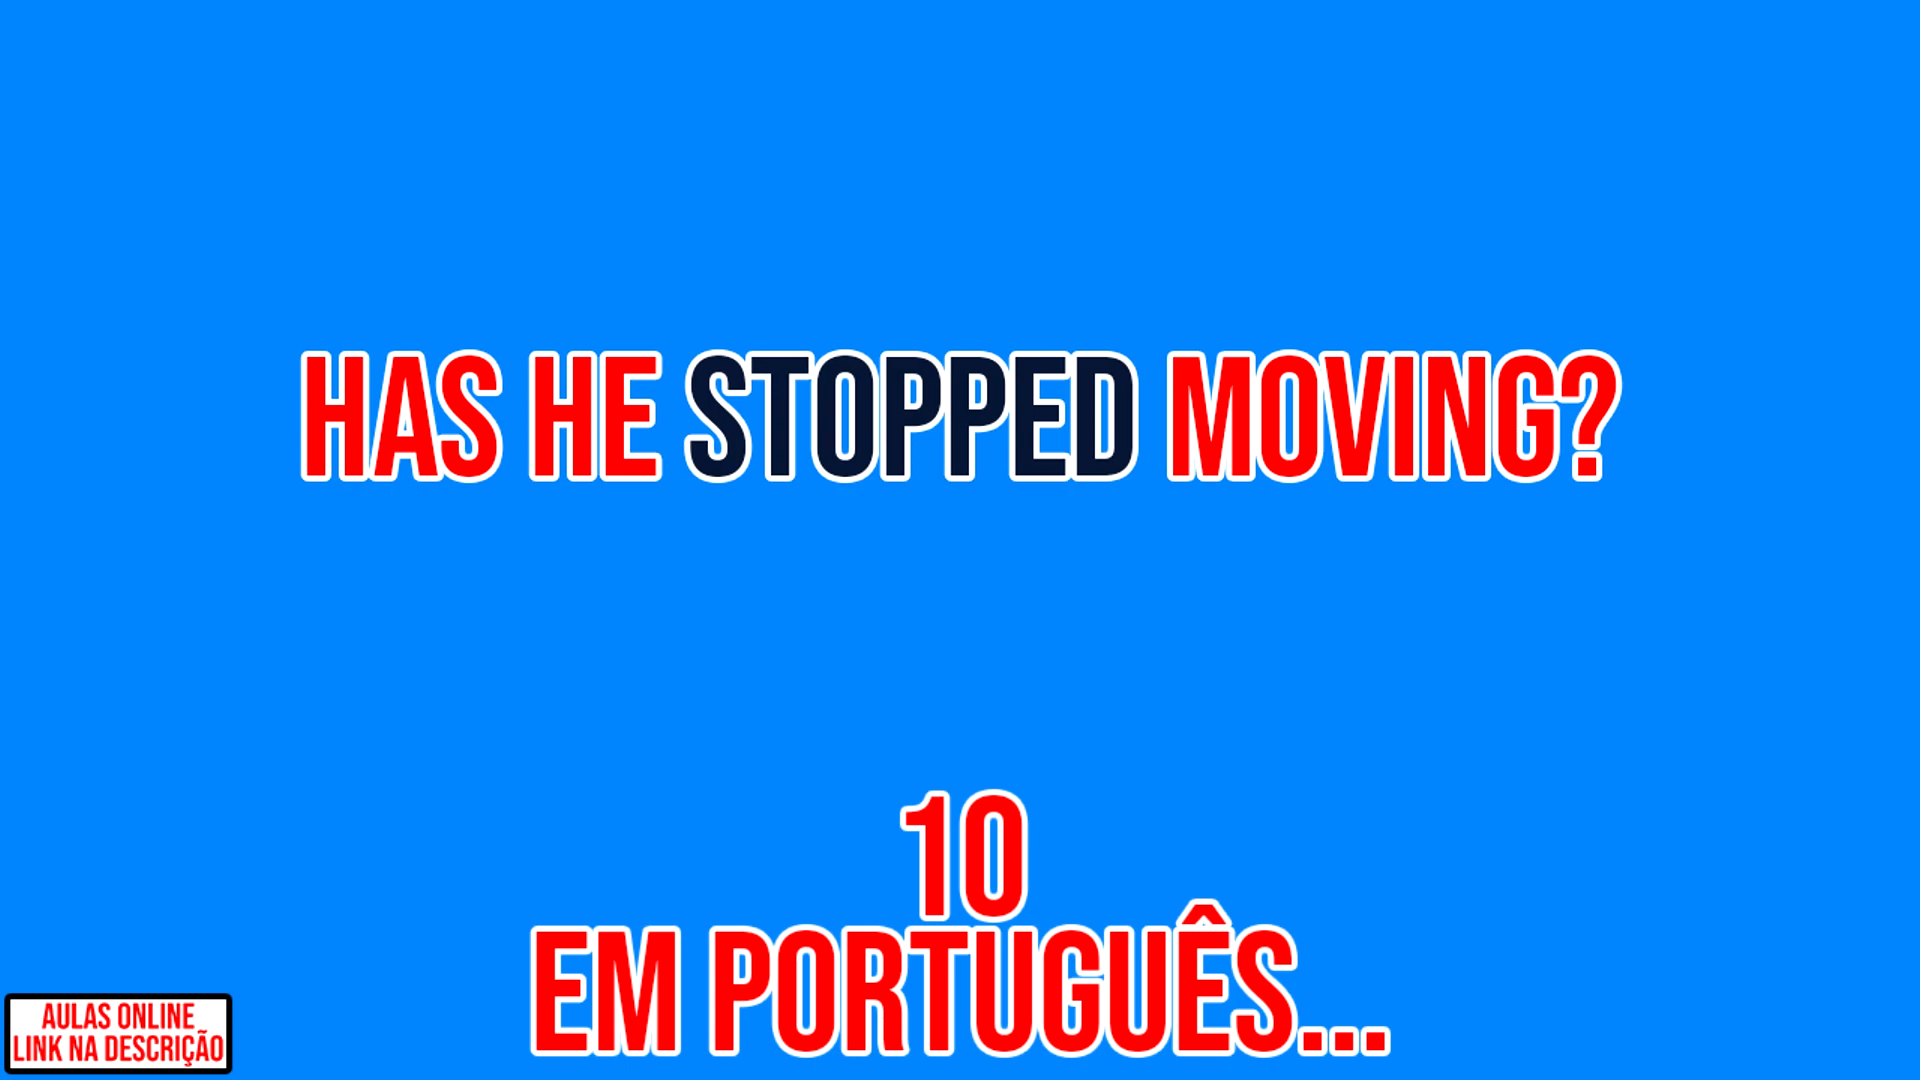 HAS HE STOPPED MOVING?
10
EM PORTUGUÊS...
AULAS ONLINE
LINK NA DESCRIÇÃO